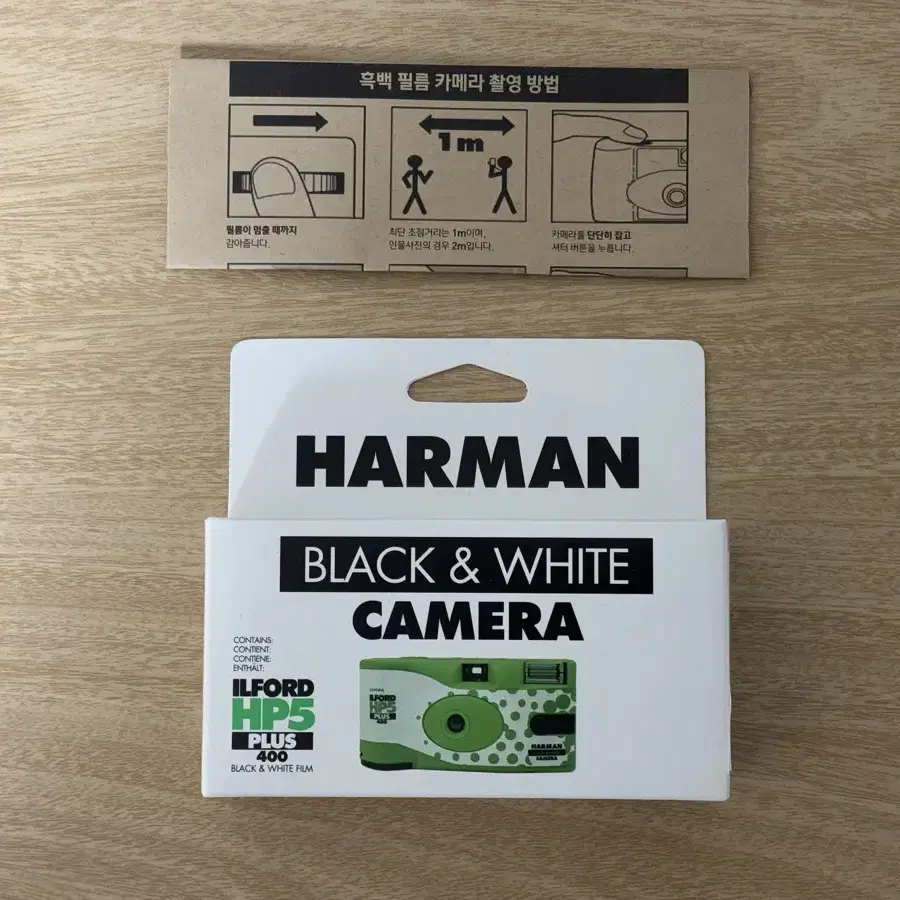 흑백 필름 카메라 촬영 방법
1m
필름이 멈출 때까지
감아줍니다.
최단 초점거리는 1m이며,
인물사진의 경우 2m입니다.
카메라를 단단히 잡고
셔터 버튼을 누릅니다.
HARMAN
BLACK & WHITE
CAMERA
CONTAINS:
CONTIENT:
CONTIENE:
ENTHÄLT:
ILFORD
HP5
PLUS
400
BLACK & WHITE FILM
ILFORD
HP5
PLUS
400
HARMAN
CAMERA